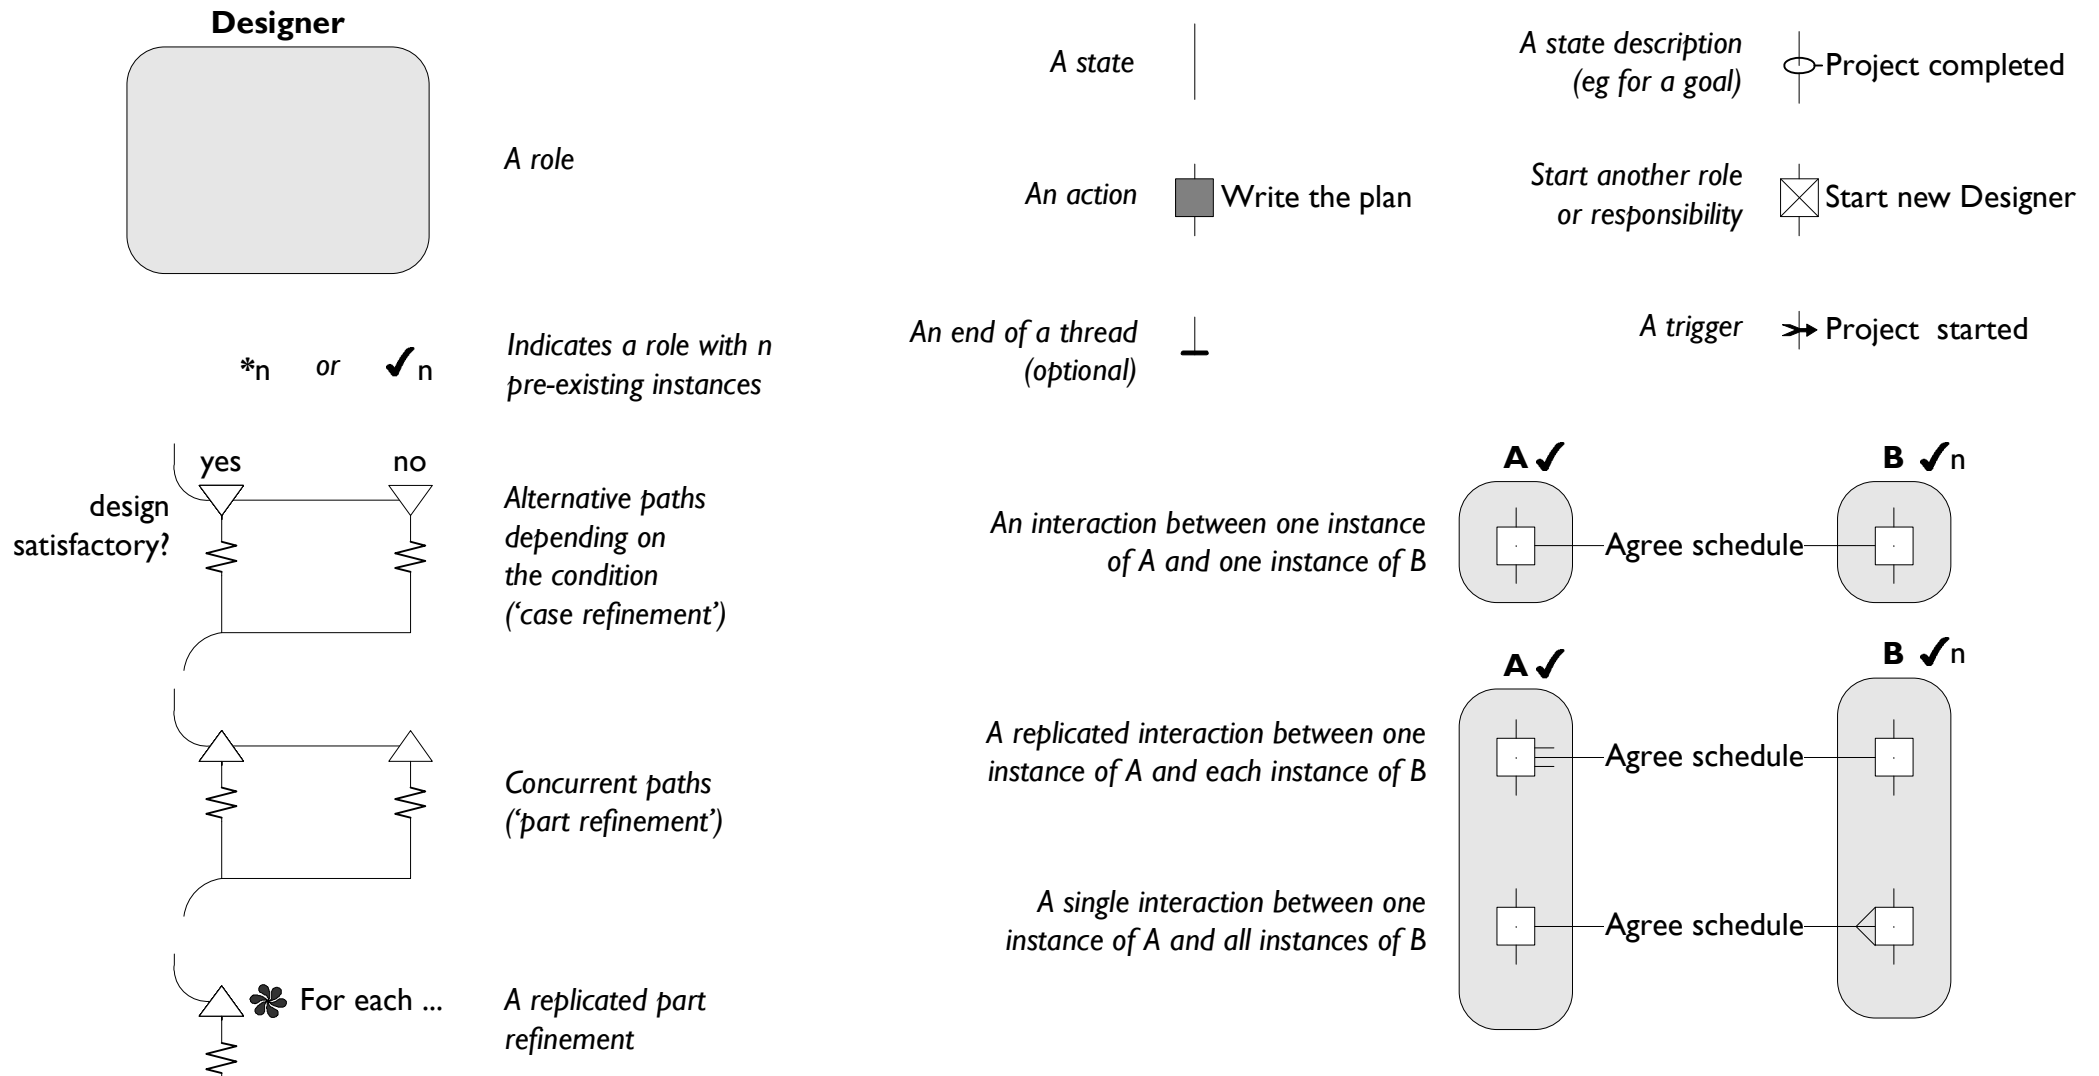 Designer
A role
*n or ✓n
Indicates a role with n
pre-existing instances
yes no
design
satisfactory?
Alternative paths
depending on
the condition
(‘case refinement’)
Concurrent paths
(‘part refinement’)
For each ...
A replicated part
refinement
A state
An action
Write the plan
An end of a thread
(optional)
A state description
(eg for a goal)
Project completed
Start another role
or responsibility
Start new Designer
A trigger
Project started
A ✓ B ✓n
An interaction between one instance
of A and one instance of B
Agree schedule
A ✓ B ✓n
A replicated interaction between one
instance of A and each instance of B
Agree schedule
A single interaction between one
instance of A and all instances of B
Agree schedule